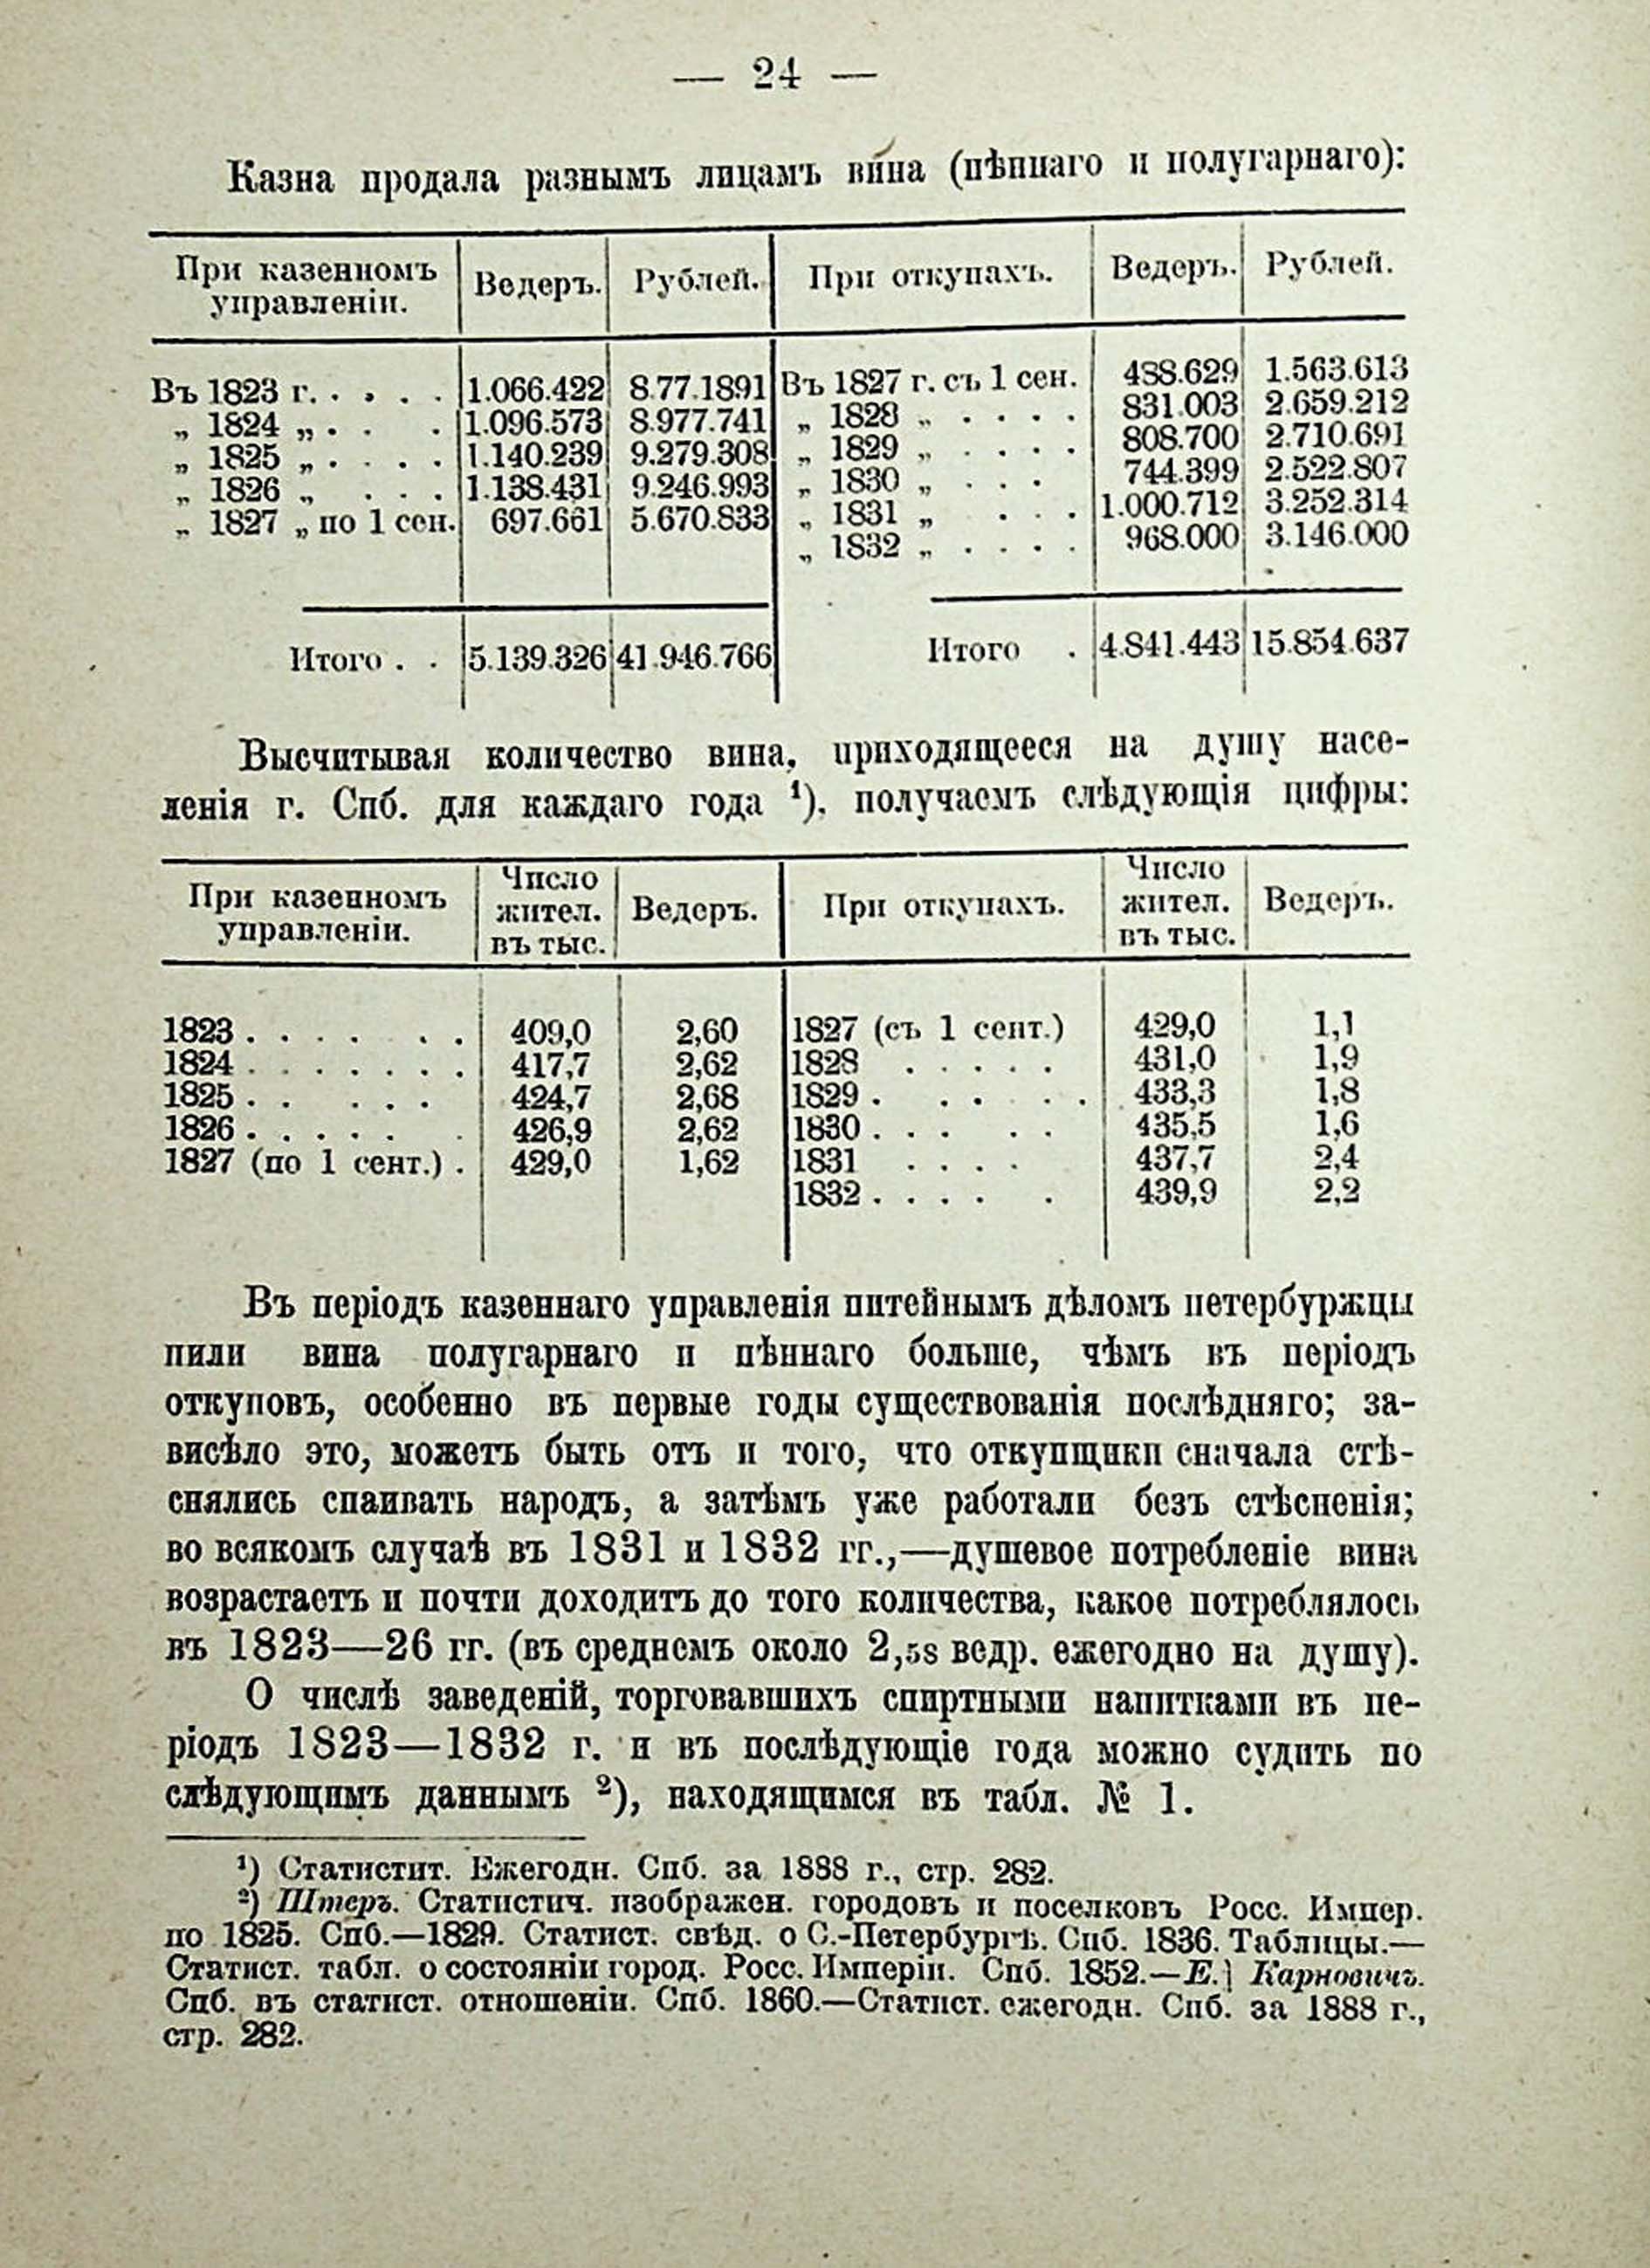 — 24 —
Казна продала разнымъ лицамъ вина (пѣннаго и полугарнаго):
При казенномъ управленіи. Ведеръ. Рублей. При откупахъ. Ведеръ. Рублей.
Въ 1823 г. . . . . 1.066.422 8.77.1891 Въ 1827 г. съ 1 сен. 488.629 1.563.613
„ 1824 „ . . . 1.096.573 8.977.741 „ 1828 „ . . . . 831.003 2.659.212
„ 1825 „ . . . . 1.140.239 9.279.308 „ 1829 „ . . . . 808.700 2.710.691
„ 1826 „ . . . 1.138.431 9.246.993 „ 1830 „ . . . 744.399 2.522.807
„ 1827 „ по 1 сен. 697.661 5.670.833 „ 1831 „ . . . 1.000.712 3.252.314
„ 1832 „ . . . . 968.000 3.146.000
Итого . . 5.139.326 41.946.766 Итого . 4.841.443 15.854.637
Высчитывая количество вина, приходящееся на душу насе-
ленія г. Спб. для каждаго года ¹), получаемъ слѣдующія цифры:
При казенномъ управленіи. Число жител. въ тыс. Ведеръ. При откупахъ. Число жител. въ тыс. Ведеръ.
1823 . . . . . . 409,0 2,60 1827 (съ 1 сент.) 429,0 1,1
1824 . . . . . . . 417,7 2,62 1828 . . . . . 431,0 1,9
1825 . . . . . 424,7 2,68 1829 . . . . . 433,3 1,8
1826 . . . . . . 426,9 2,62 1830 . . . . . 435,5 1,6
1827 (по 1 сент.) . 429,0 1,62 1831 . . . . 437,7 2,4
1832 . . . . . 439,9 2,2
Въ періодъ казеннаго управленія питейнымъ дѣломъ петербуржцы
пили вина полугарнаго и пѣннаго больше, чѣмъ въ періодъ
откуповъ, особенно въ первые годы существованія послѣдняго; за-
висѣло это, можетъ быть отъ и того, что откупщики сначала стѣ-
снялись спаивать народъ, а затѣмъ уже работали безъ стѣсненія;
во всякомъ случаѣ въ 1831 и 1832 гг.,—душевое потребленіе вина
возрастаетъ и почти доходитъ до того количества, какое потреблялось
въ 1823—26 гг. (въ среднемъ около 2,58 ведр. ежегодно на душу).
О числѣ заведеній, торговавшихъ спиртными напитками въ пе-
ріодъ 1823—1832 г. и въ послѣдующіе года можно судить по
слѣдующимъ даннымъ ²), находящимся въ табл. № 1.
¹) Статистит. Ежегодн. Спб. за 1888 г., стр. 282.
²) Штеръ. Статистич. изображен. городовъ и поселковъ Росс. Импер.
по 1825. Спб.—1829. Статист. свѣд. о С.-Петербургѣ. Спб. 1836. Таблицы.—
Статист. табл. о состояніи город. Росс. Имперіи. Спб. 1852.—Е. Карновичъ.
Спб. въ статист. отношеніи. Спб. 1860.—Статист. ежегодн. Спб. за 1888 г.,
стр. 282.